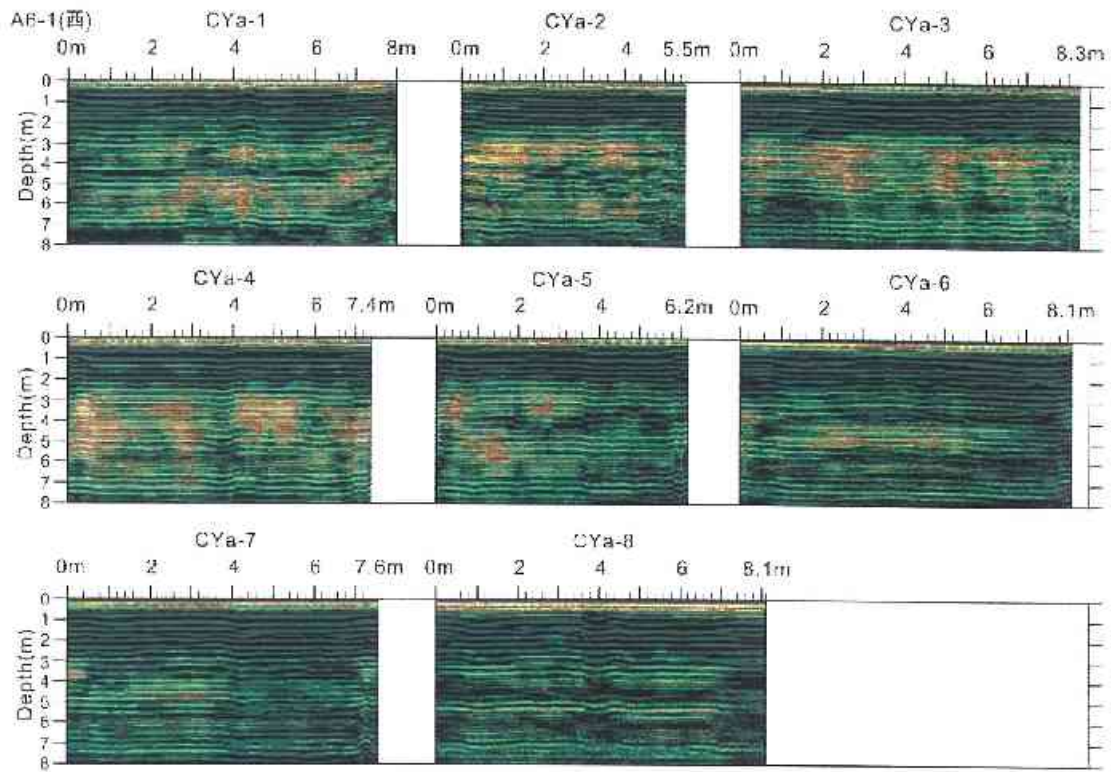 A6-1(西) CYa-1 CYa-2 CYa-3
0m 2 4 6 8m 0m 2 4 5.5m 0m 2 4 6 8.3m
Depth(m) 0 1 2 3 4 5 6 7 8
CYa-4 CYa-5 CYa-6
0m 2 4 6 7.4m 0m 2 4 6.2m 0m 2 4 6 8.1m
Depth(m) 0 1 2 3 4 5 6 7 8
CYa-7 CYa-8
0m 2 4 6 7.6m 0m 2 4 6 8.1m
Depth(m) 0 1 2 3 4 5 6 7 8